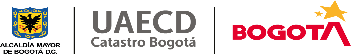 ALCALDÍA MAYOR
DE BOGOTÁ D.C.
UAECD
Catastro Bogotá
BOGOTÁ